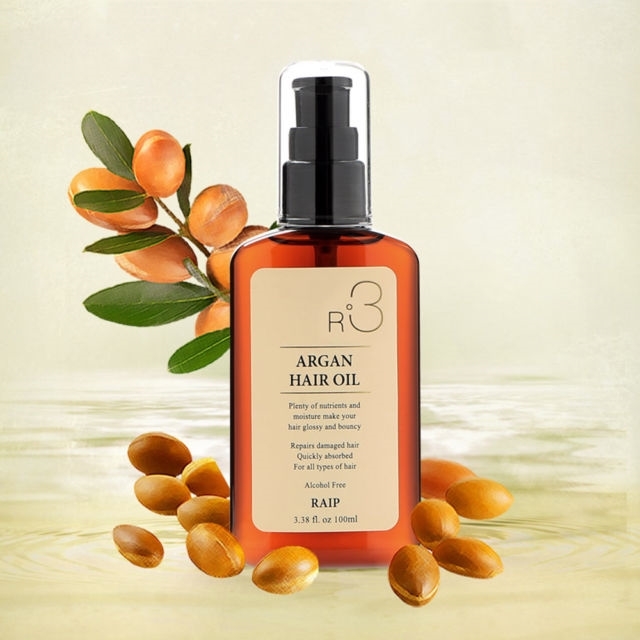 R°3
ARGAN
HAIR OIL
Plenty of nutrients and
moisture make your
hair glossy and bouncy
Repairs damaged hair
Quickly absorbed
For all types of hair
Alcohol Free
RAIP
3.38 fl. oz 100ml